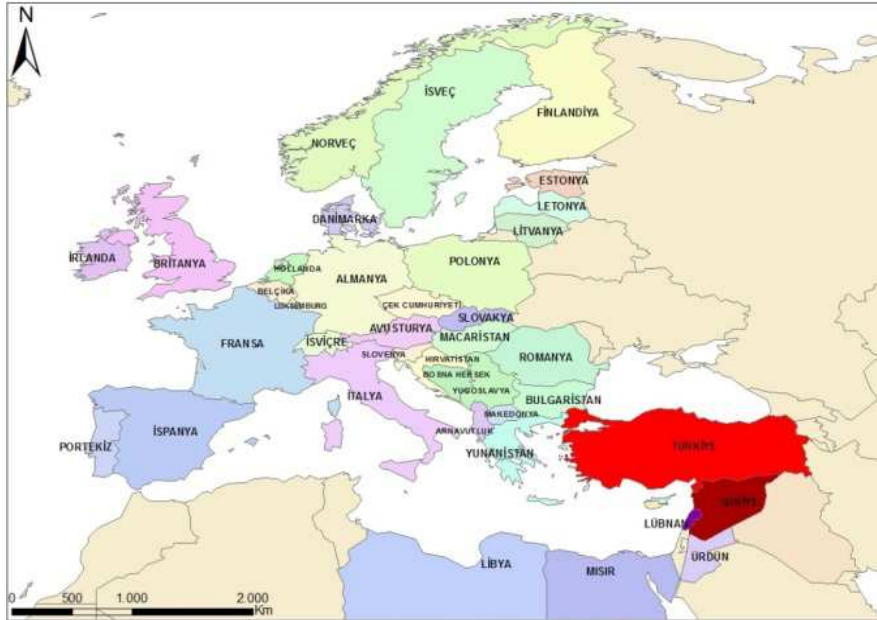 N
İSVEÇ
FİNLANDİYA
NORVEÇ
ESTONYA
LETONYA
DANİMARKA
LİTVANYA
İRLANDA
BRİTANYA
HOLLANDA
POLONYA
ALMANYA
BELÇİKA
LÜKSEMBURG
ÇEK CUMHURİYETİ
SLOVAKYA
AVUSTURYA
MACARİSTAN
FRANSA
İSVİÇRE
SLOVENYA
HIRVATİSTAN
ROMANYA
BOSNA HERSEK
İTALYA
YUGOSLAVYA
BULGARİSTAN
MAKEDONYA
İSPANYA
ARNAVUTLUK
PORTEKİZ
YUNANİSTAN
TÜRKİYE
SURİYE
LÜBNAN
ÜRDÜN
LİBYA
MISIR
0 500 1.000 2.000
Km